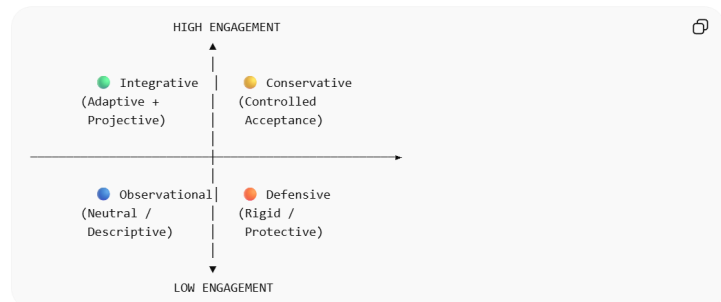 HIGH ENGAGEMENT
Integrative Conservative
(Adaptive + (Controlled
Projective) Acceptance)
Observational Defensive
(Neutral / (Rigid /
Descriptive) Protective)
LOW ENGAGEMENT